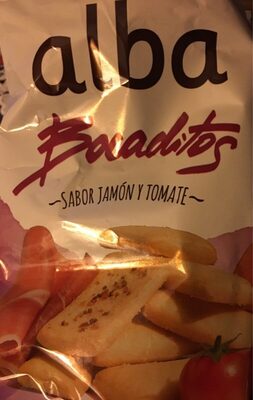 alba
Bocaditos
~SABOR JAMÓN Y TOMATE~